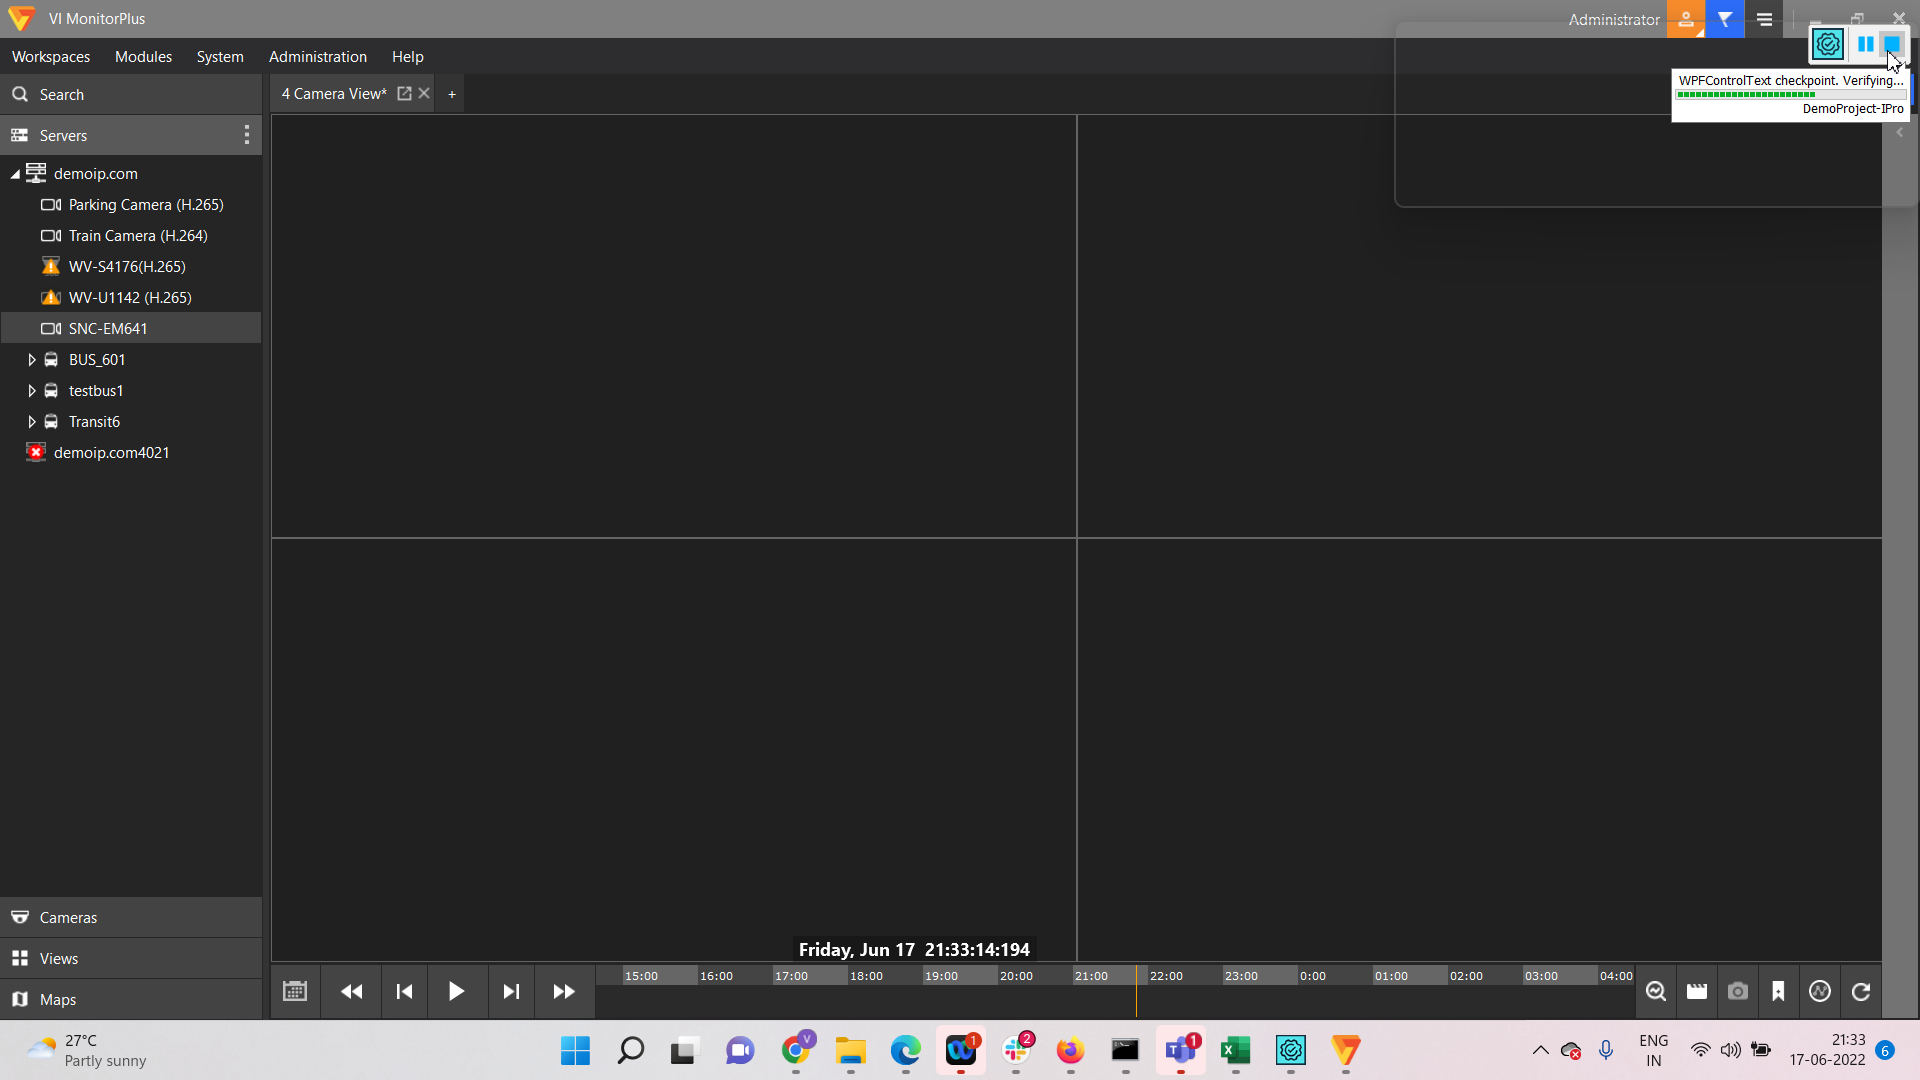 VI MonitorPlus
Administrator
Workspaces Modules System Administration Help
WPFControlText checkpoint. Verifying...
DemoProject-IPro
Search
4 Camera View* +
Servers
demoip.com
Parking Camera (H.265)
Train Camera (H.264)
WV-S4176(H.265)
WV-U1142 (H.265)
SNC-EM641
BUS_601
testbus1
Transit6
demoip.com4021
Cameras
Views
Maps
Friday, Jun 17 21:33:14:194
15:00 16:00 17:00 18:00 19:00 20:00 21:00 22:00 23:00 0:00 01:00 02:00 03:00 04:00
27°C
Partly sunny
V
1
2
1
ENG
IN
21:33
17-06-2022
6